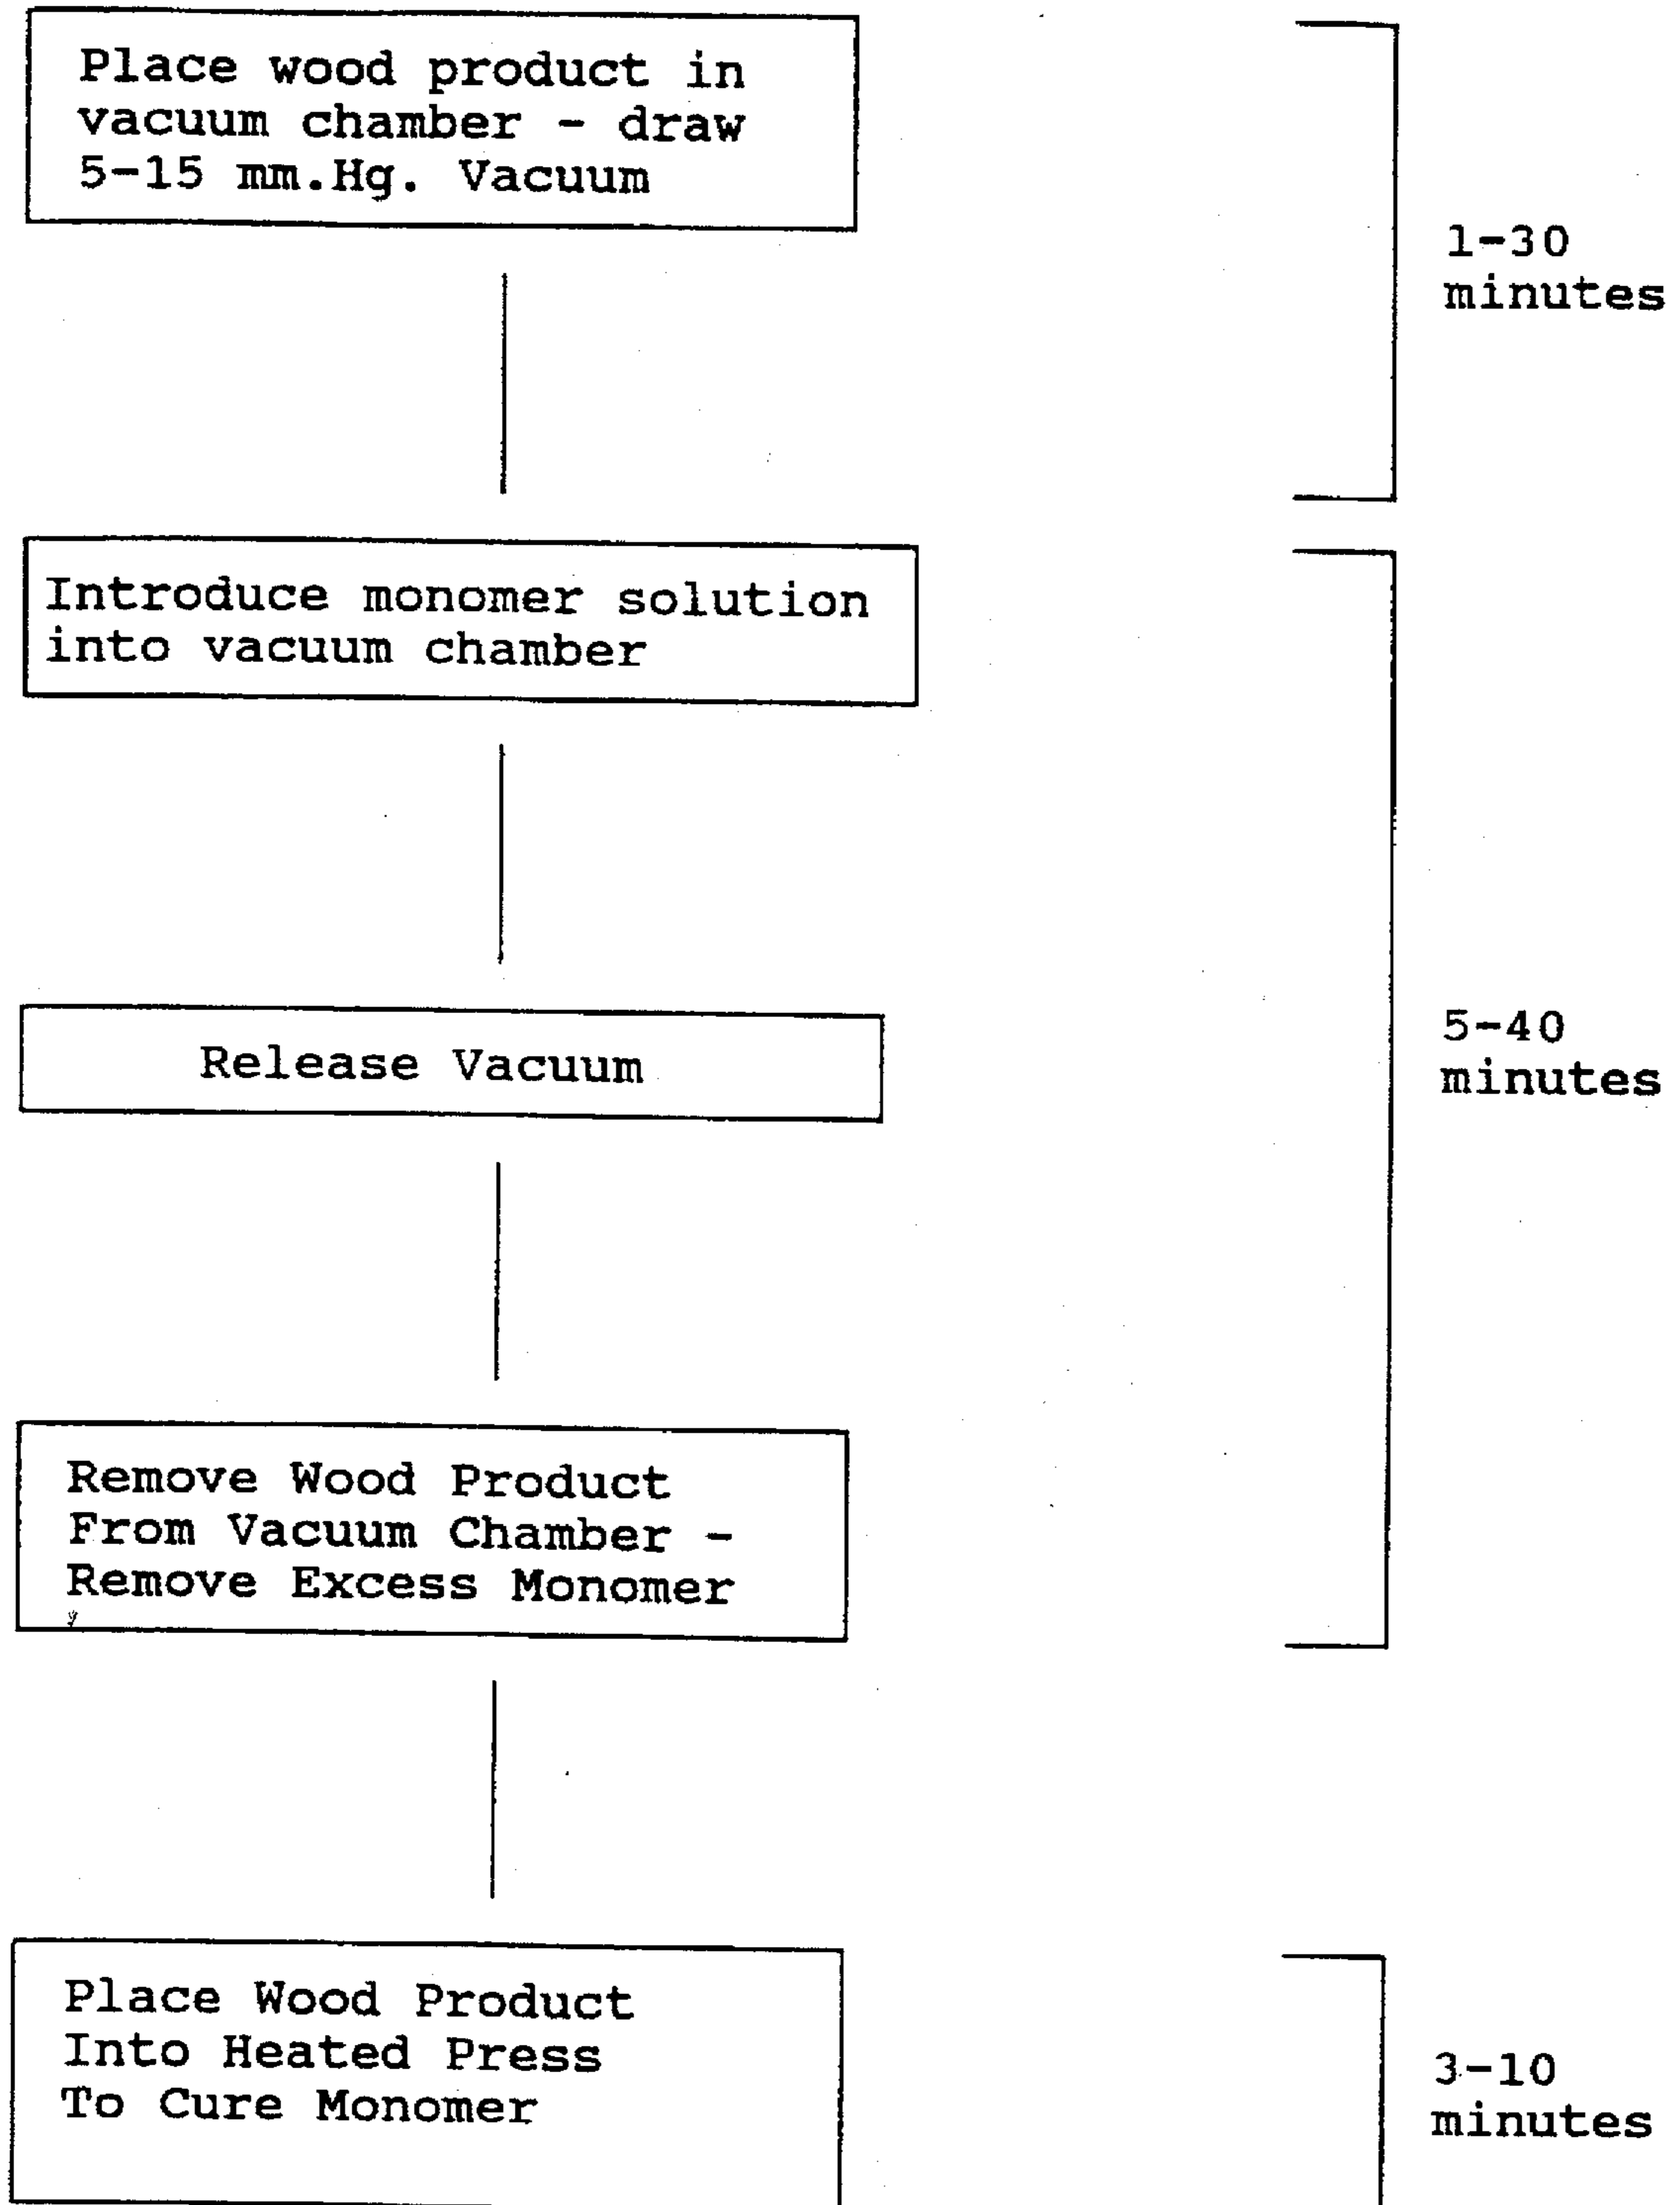 Place wood product in
vacuum chamber - draw
5-15 mm.Hg. Vacuum
1-30
minutes
Introduce monomer solution
into vacuum chamber
Release Vacuum
5-40
minutes
Remove Wood Product
From Vacuum Chamber -
Remove Excess Monomer
Place Wood Product
Into Heated Press
To Cure Monomer
3-10
minutes